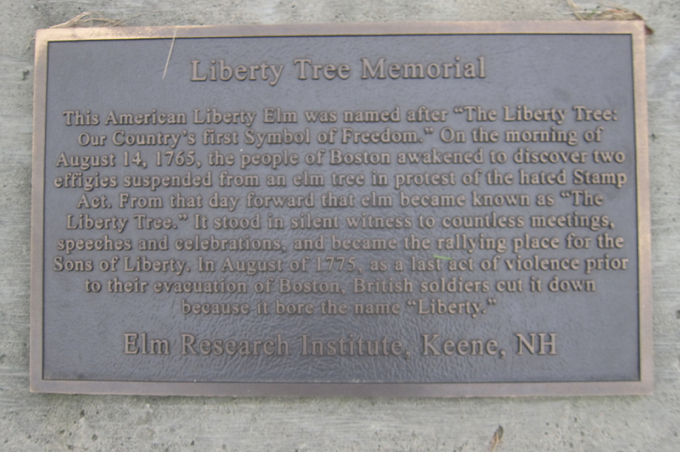 Liberty Tree Memorial
This American Liberty Elm was named after "The Liberty Tree:
Our Country's first Symbol of Freedom." On the morning of
August 14, 1765, the people of Boston awakened to discover two
effigies suspended from an elm tree in protest of the hated Stamp
Act. From that day forward that elm became known as "The
Liberty Tree." It stood in silent witness to countless meetings,
speeches and celebrations, and became the rallying place for the
Sons of Liberty. In August of 1775, as a last act of violence prior
to their evacuation of Boston, British soldiers cut it down
because it bore the name "Liberty."
Elm Research Institute, Keene, NH